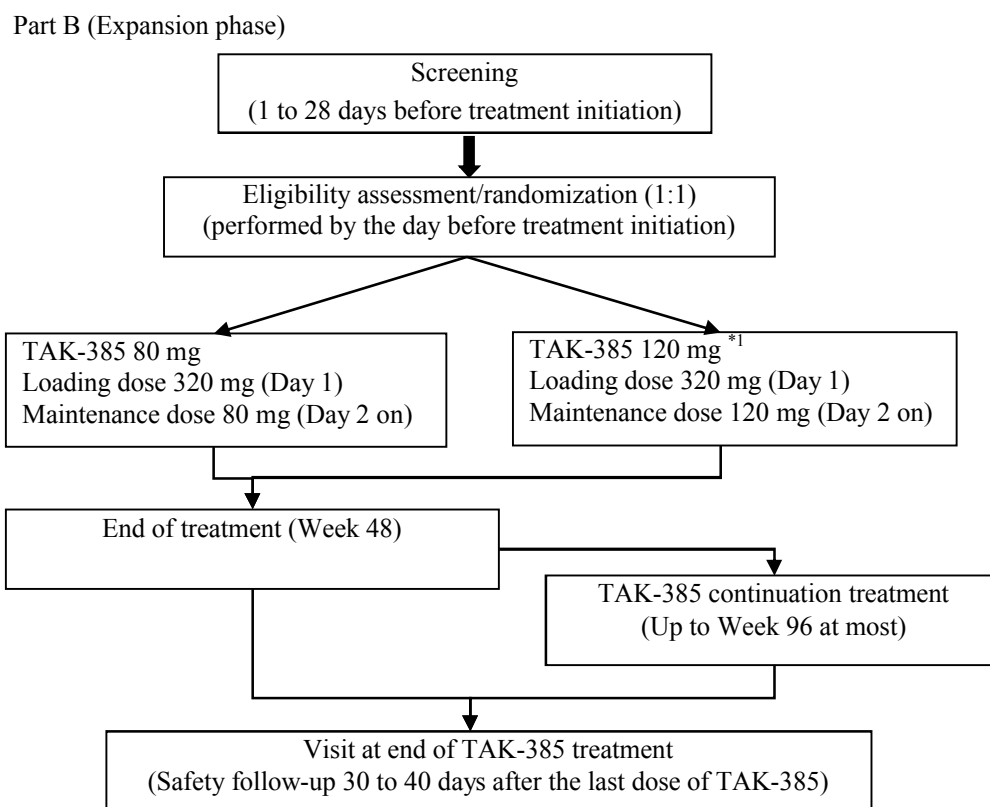 Part B (Expansion phase)
Screening
(1 to 28 days before treatment initiation)
Eligibility assessment/randomization (1:1)
(performed by the day before treatment initiation)
TAK-385 80 mg
Loading dose 320 mg (Day 1)
Maintenance dose 80 mg (Day 2 on)
TAK-385 120 mg *1
Loading dose 320 mg (Day 1)
Maintenance dose 120 mg (Day 2 on)
End of treatment (Week 48)
TAK-385 continuation treatment
(Up to Week 96 at most)
Visit at end of TAK-385 treatment
(Safety follow-up 30 to 40 days after the last dose of TAK-385)